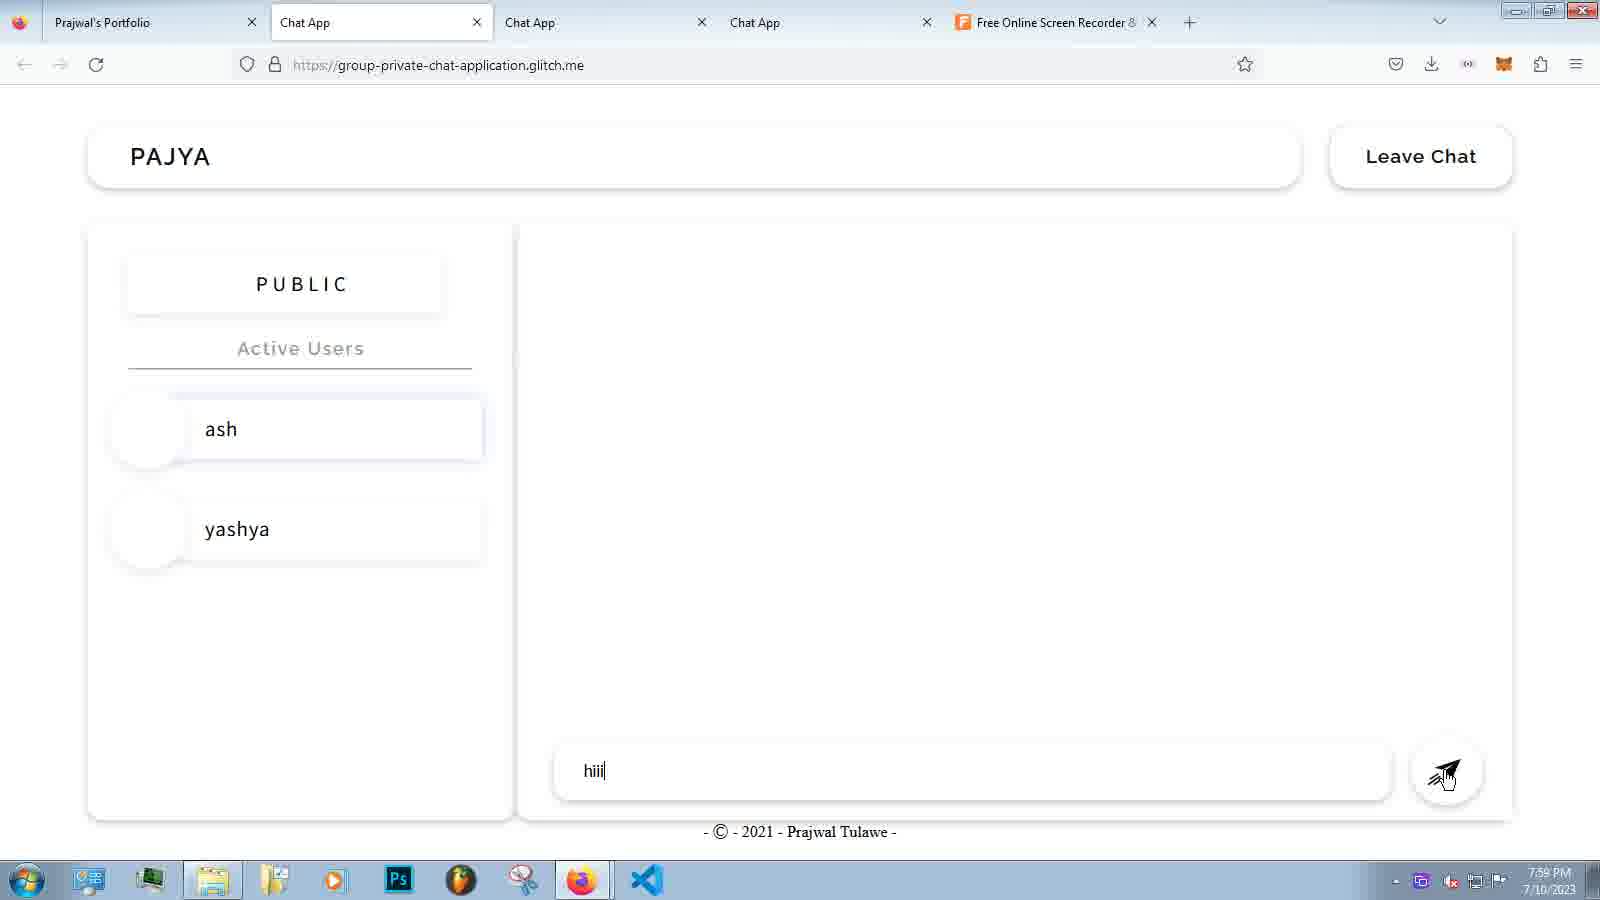 Prajwal's Portfolio
Chat App
Chat App
Chat App
Free Online Screen Recorder &
https://group-private-chat-application.glitch.me
PAJYA
Leave Chat
PUBLIC
Active Users
ash
yashya
hiii
- © - 2021 - Prajwal Tulawe -
Ps
7:59 PM
7/10/2023